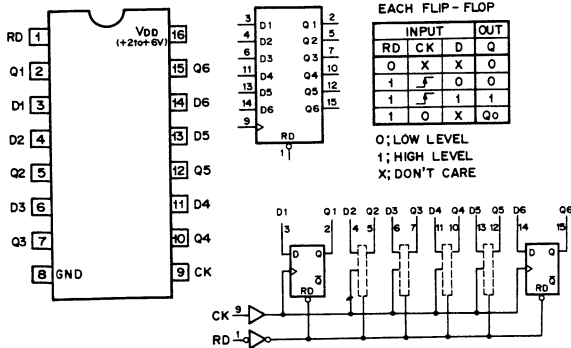 RD 1
VDD 16
(+2 to +6V)
Q1 2
15 Q6
D1 3
14 D6
D2 4
13 D5
Q2 5
12 Q5
D3 6
11 D4
Q3 7
10 Q4
8 GND
9 CK
3 D1 Q1 2
4 D2 Q2 5
6 D3 Q3 7
11 D4 Q4 10
13 D5 Q5 12
14 D6 Q6 15
9
RD
1
EACH FLIP-FLOP
INPUT OUT
RD CK D Q
0 X X 0
1 0 0
1 1 1
1 0 X Qo
0; LOW LEVEL
1; HIGH LEVEL
X; DON'T CARE
D1 Q1 D2 Q2 D3 Q3 D4 Q4 D5 Q5 D6 Q6
3 2 4 5 6 7 11 10 13 12 14 15
D Q D Q
Q̅ Q̅
RD RD
CK 9
RD 1